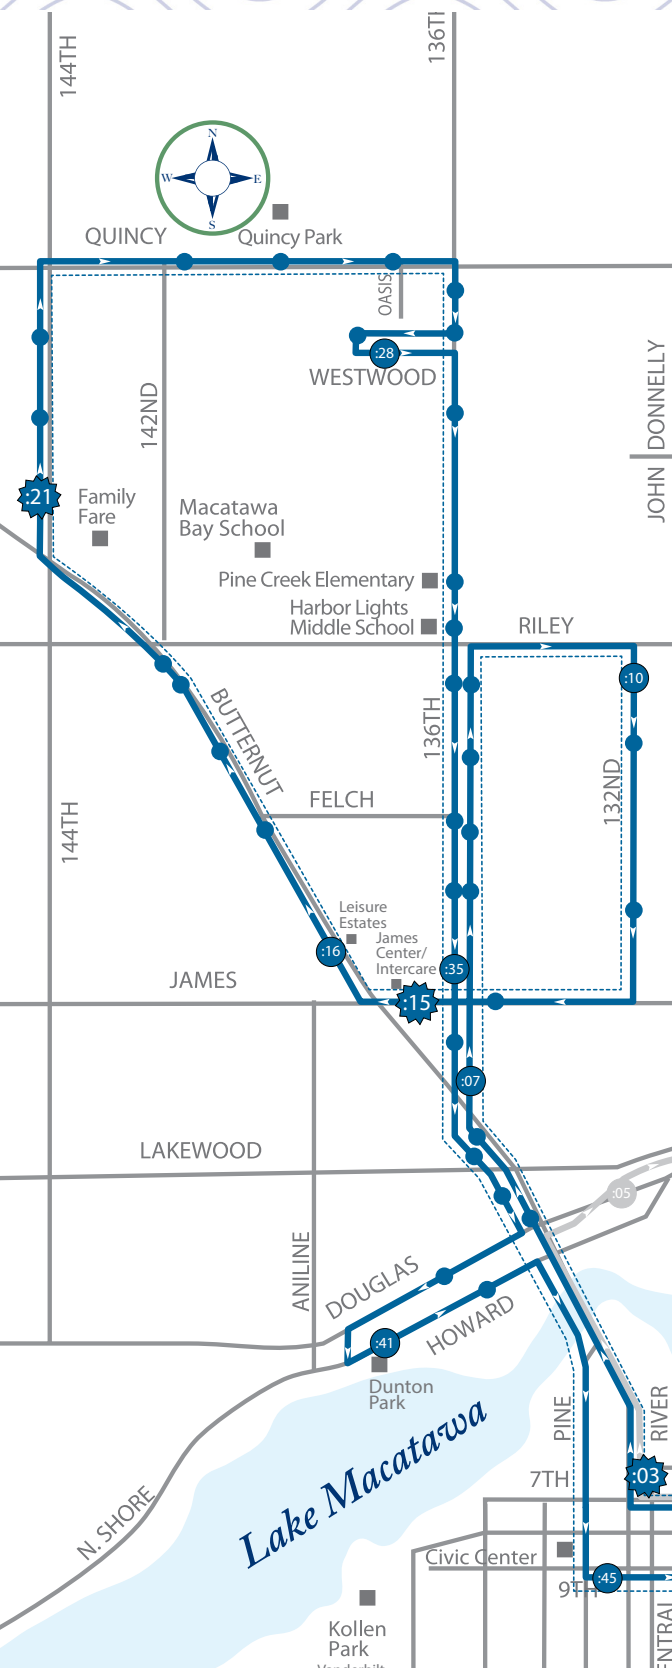 144TH
136TH
N
W
E
S
QUINCY
Quincy Park
OASIS
:28
WESTWOOD
142ND
JOHN DONNELLY
:21
Family
Fare
Macatawa
Bay School
Pine Creek Elementary
Harbor Lights
Middle School
RILEY
:10
BUTTERNUT
136TH
132ND
FELCH
144TH
Leisure
Estates
:16
James
Center/
Intercare
:35
JAMES
:15
:07
LAKEWOOD
:05
ANILINE
DOUGLAS
HOWARD
:41
Dunton
Park
PINE
RIVER
Lake Macatawa
:03
7TH
N. SHORE
Civic Center
:45
9TH
Kollen
Park
ENTRAL